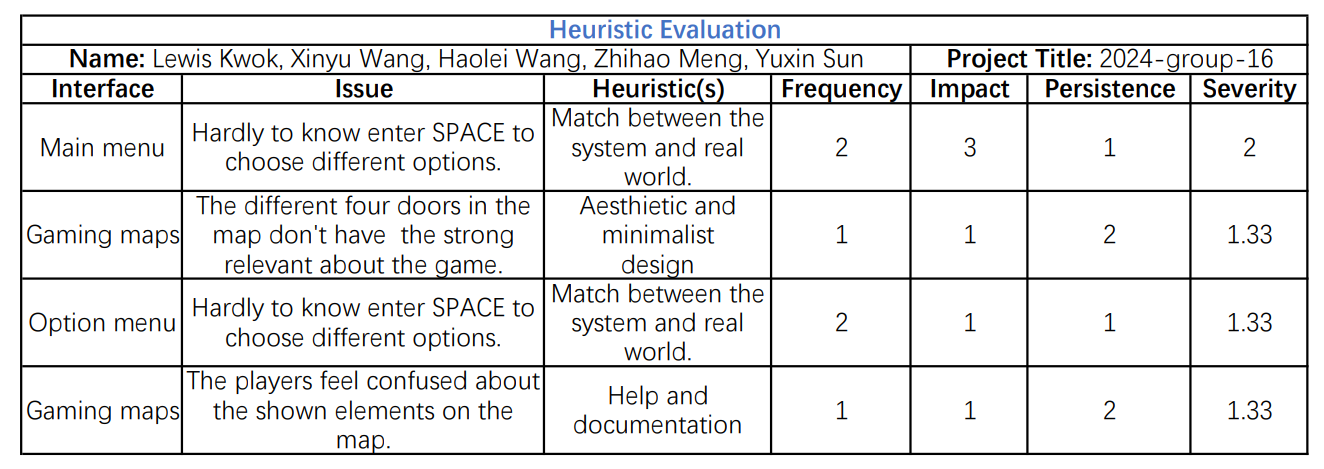 Heuristic Evaluation
Name: Lewis Kwok, Xinyu Wang, Haolei Wang, Zhihao Meng, Yuxin Sun Project Title: 2024-group-16
Interface Issue Heuristic(s) Frequency Impact Persistence Severity
Main menu
Hardly to know enter SPACE to
choose different options.
Match between the
system and real
world.
2 3 1 2
Gaming maps
The different four doors in the
map don't have the strong
relevant about the game.
Aesthietic and
minimalist
design
1 1 2 1.33
Option menu
Hardly to know enter SPACE to
choose different options.
Match between the
system and real
world.
2 1 1 1.33
Gaming maps
The players feel confused about
the shown elements on the
map.
Help and
documentation
1 1 2 1.33